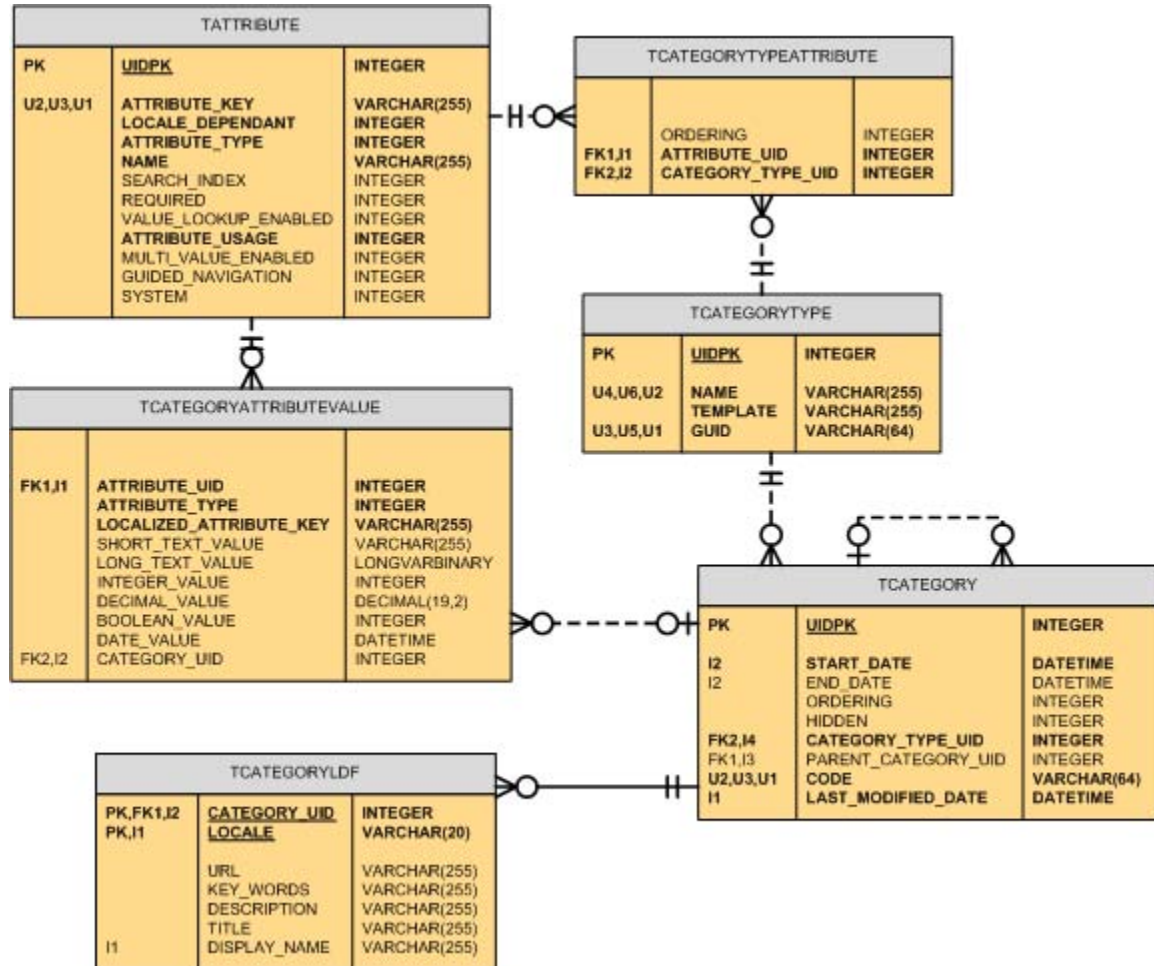 TATTRIBUTE
PK UIDPK INTEGER
U2,U3,U1 ATTRIBUTE_KEY VARCHAR(255)
LOCALE_DEPENDANT INTEGER
ATTRIBUTE_TYPE INTEGER
NAME VARCHAR(255)
SEARCH_INDEX INTEGER
REQUIRED INTEGER
VALUE_LOOKUP_ENABLED INTEGER
ATTRIBUTE_USAGE INTEGER
MULTI_VALUE_ENABLED INTEGER
GUIDED_NAVIGATION INTEGER
SYSTEM INTEGER
TCATEGORYTYPEATTRIBUTE
ORDERING INTEGER
FK1,I1 ATTRIBUTE_UID INTEGER
FK2,I2 CATEGORY_TYPE_UID INTEGER
TCATEGORYTYPE
PK UIDPK INTEGER
U4,U6,U2 NAME VARCHAR(255)
TEMPLATE VARCHAR(255)
U3,U5,U1 GUID VARCHAR(64)
TCATEGORYATTRIBUTEVALUE
FK1,I1 ATTRIBUTE_UID INTEGER
ATTRIBUTE_TYPE INTEGER
LOCALIZED_ATTRIBUTE_KEY VARCHAR(255)
SHORT_TEXT_VALUE VARCHAR(255)
LONG_TEXT_VALUE LONGVARBINARY
INTEGER_VALUE INTEGER
DECIMAL_VALUE DECIMAL(19,2)
BOOLEAN_VALUE INTEGER
DATE_VALUE DATETIME
FK2,I2 CATEGORY_UID INTEGER
TCATEGORY
PK UIDPK INTEGER
I2 START_DATE DATETIME
I2 END_DATE DATETIME
ORDERING INTEGER
HIDDEN INTEGER
FK2,I4 CATEGORY_TYPE_UID INTEGER
FK1,I3 PARENT_CATEGORY_UID INTEGER
U2,U3,U1 CODE VARCHAR(64)
I1 LAST_MODIFIED_DATE DATETIME
TCATEGORYLDF
PK,FK1,I2 CATEGORY_UID INTEGER
PK,I1 LOCALE VARCHAR(20)
URL VARCHAR(255)
KEY_WORDS VARCHAR(255)
DESCRIPTION VARCHAR(255)
TITLE VARCHAR(255)
I1 DISPLAY_NAME VARCHAR(255)